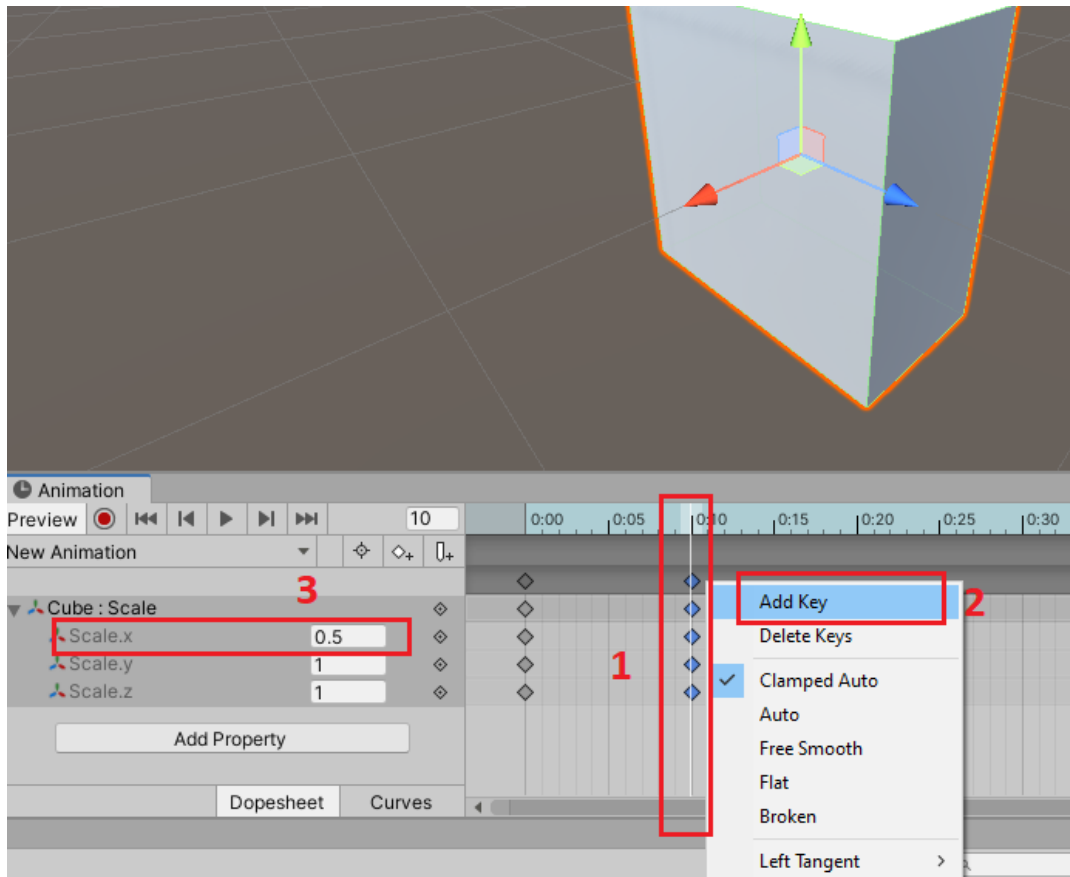 Animation
Preview 10 0:00 0:05 0:10 0:15 0:20 0:25 0:30
New Animation
3
Cube : Scale
Scale.x 0.5
Scale.y 1
Scale.z 1
Add Property
Dopesheet Curves
1
Add Key 2
Delete Keys
Clamped Auto
Auto
Free Smooth
Flat
Broken
Left Tangent